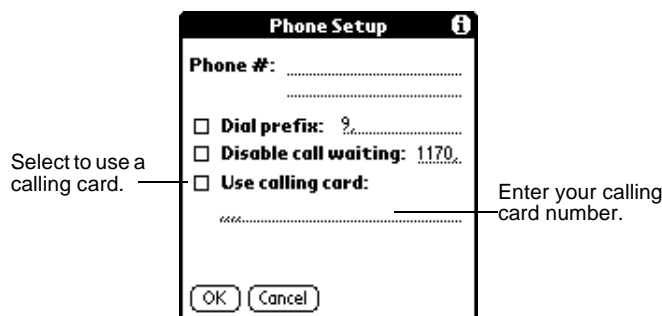 Phone Setup
Phone #:
Dial prefix: 9,
Disable call waiting: 1170,
Select to use a
calling card.
Use calling card:
,,,,
Enter your calling
card number.
OK Cancel